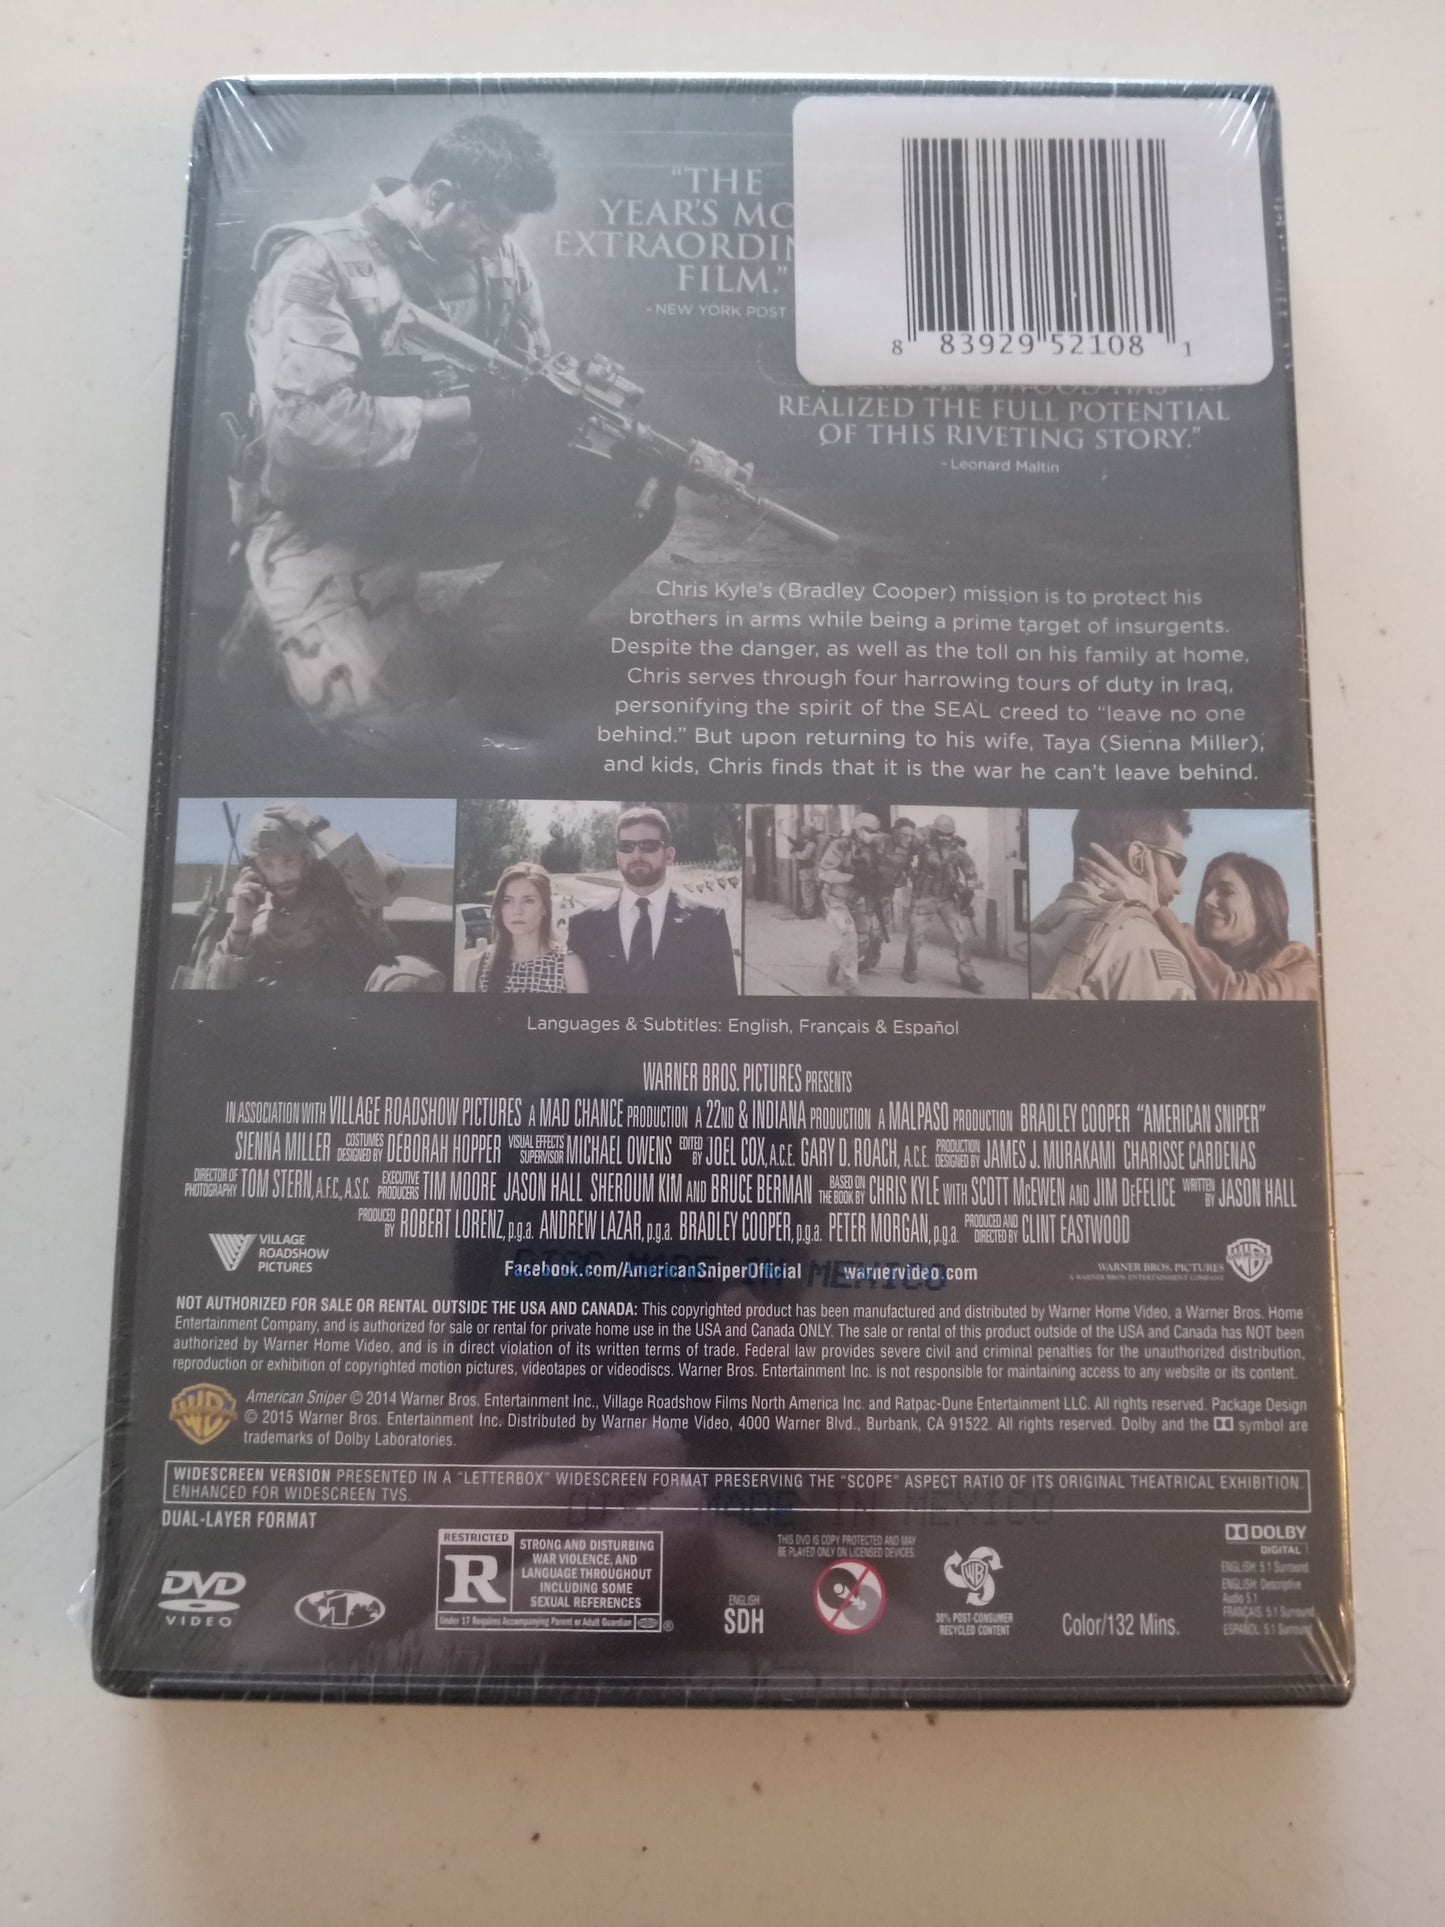 "THE
YEAR'S MO
EXTRAORDIN
FILM."
- NEW YORK POST
8 83929 52108 1
REALIZED THE FULL POTENTIAL
OF THIS RIVETING STORY."
- Leonard Maltin
Chris Kyle's (Bradley Cooper) mission is to protect his
brothers in arms while being a prime target of insurgents.
Despite the danger, as well as the toll on his family at home,
Chris serves through four harrowing tours of duty in Iraq,
personifying the spirit of the SEAL creed to "leave no one
behind." But upon returning to his wife, Taya (Sienna Miller),
and kids, Chris finds that it is the war he can't leave behind.
Languages & Subtitles: English, Français & Español
WARNER BROS. PICTURES PRESENTS
IN ASSOCIATION WITH VILLAGE ROADSHOW PICTURES A MAD CHANCE PRODUCTION A 22ND & INDIANA PRODUCTION A MALPASO PRODUCTION BRADLEY COOPER "AMERICAN SNIPER"
SIENNA MILLER COSTUMES DESIGNED BY DEBORAH HOPPER VISUAL EFFECTS SUPERVISOR MICHAEL OWENS EDITED BY JOEL COX, A.C.E. GARY D. ROACH, A.C.E. PRODUCTION DESIGNED BY JAMES J. MURAKAMI CHARISSE CARDENAS
DIRECTOR OF PHOTOGRAPHY TOM STERN, A.F.C., A.S.C. EXECUTIVE PRODUCERS TIM MOORE JASON HALL SHEROUM KIM AND BRUCE BERMAN BASED ON THE BOOK BY CHRIS KYLE WITH SCOTT McEWEN AND JIM DeFELICE WRITTEN BY JASON HALL
PRODUCED BY ROBERT LORENZ, p.g.a. ANDREW LAZAR, p.g.a. BRADLEY COOPER, p.g.a. PETER MORGAN, p.g.a. PRODUCED AND DIRECTED BY CLINT EASTWOOD
VILLAGE
ROADSHOW
PICTURES
DISC MADE IN MEXICO
Facebook.com/AmericanSniperOfficial warnervideo.com
WARNER BROS. PICTURES
A WARNER BROS. ENTERTAINMENT COMPANY
NOT AUTHORIZED FOR SALE OR RENTAL OUTSIDE THE USA AND CANADA: This copyrighted product has been manufactured and distributed by Warner Home Video, a Warner Bros. Home
Entertainment Company, and is authorized for sale or rental for private home use in the USA and Canada ONLY. The sale or rental of this product outside of the USA and Canada has NOT been
authorized by Warner Home Video, and is in direct violation of its written terms of trade. Federal law provides severe civil and criminal penalties for the unauthorized distribution,
reproduction or exhibition of copyrighted motion pictures, videotapes or videodiscs. Warner Bros. Entertainment Inc. is not responsible for maintaining access to any website or its content.
American Sniper © 2014 Warner Bros. Entertainment Inc., Village Roadshow Films North America Inc. and Ratpac-Dune Entertainment LLC. All rights reserved. Package Design
© 2015 Warner Bros. Entertainment Inc. Distributed by Warner Home Video, 4000 Warner Blvd., Burbank, CA 91522. All rights reserved. Dolby and the symbol are
trademarks of Dolby Laboratories.
WIDESCREEN VERSION PRESENTED IN A "LETTERBOX" WIDESCREEN FORMAT PRESERVING THE "SCOPE" ASPECT RATIO OF ITS ORIGINAL THEATRICAL EXHIBITION.
ENHANCED FOR WIDESCREEN TVS.
DISC MADE IN MEXICO
DUAL-LAYER FORMAT
DVD
VIDEO
1
RESTRICTED
R
STRONG AND DISTURBING
WAR VIOLENCE, AND
LANGUAGE THROUGHOUT
INCLUDING SOME
SEXUAL REFERENCES
Under 17 Requires Accompanying Parent or Adult Guardian ®
ENGLISH
SDH
THIS DVD IS COPY PROTECTED AND MAY
BE PLAYED ONLY ON LICENSED DEVICES.
WB
30% POST-CONSUMER
RECYCLED CONTENT
Color/132 Mins.
DOLBY
DIGITAL
ENGLISH: 5.1 Surround
ENGLISH: Descriptive
Audio 5.1
FRANÇAIS: 5.1 Surround
ESPAÑOL: 5.1 Surround